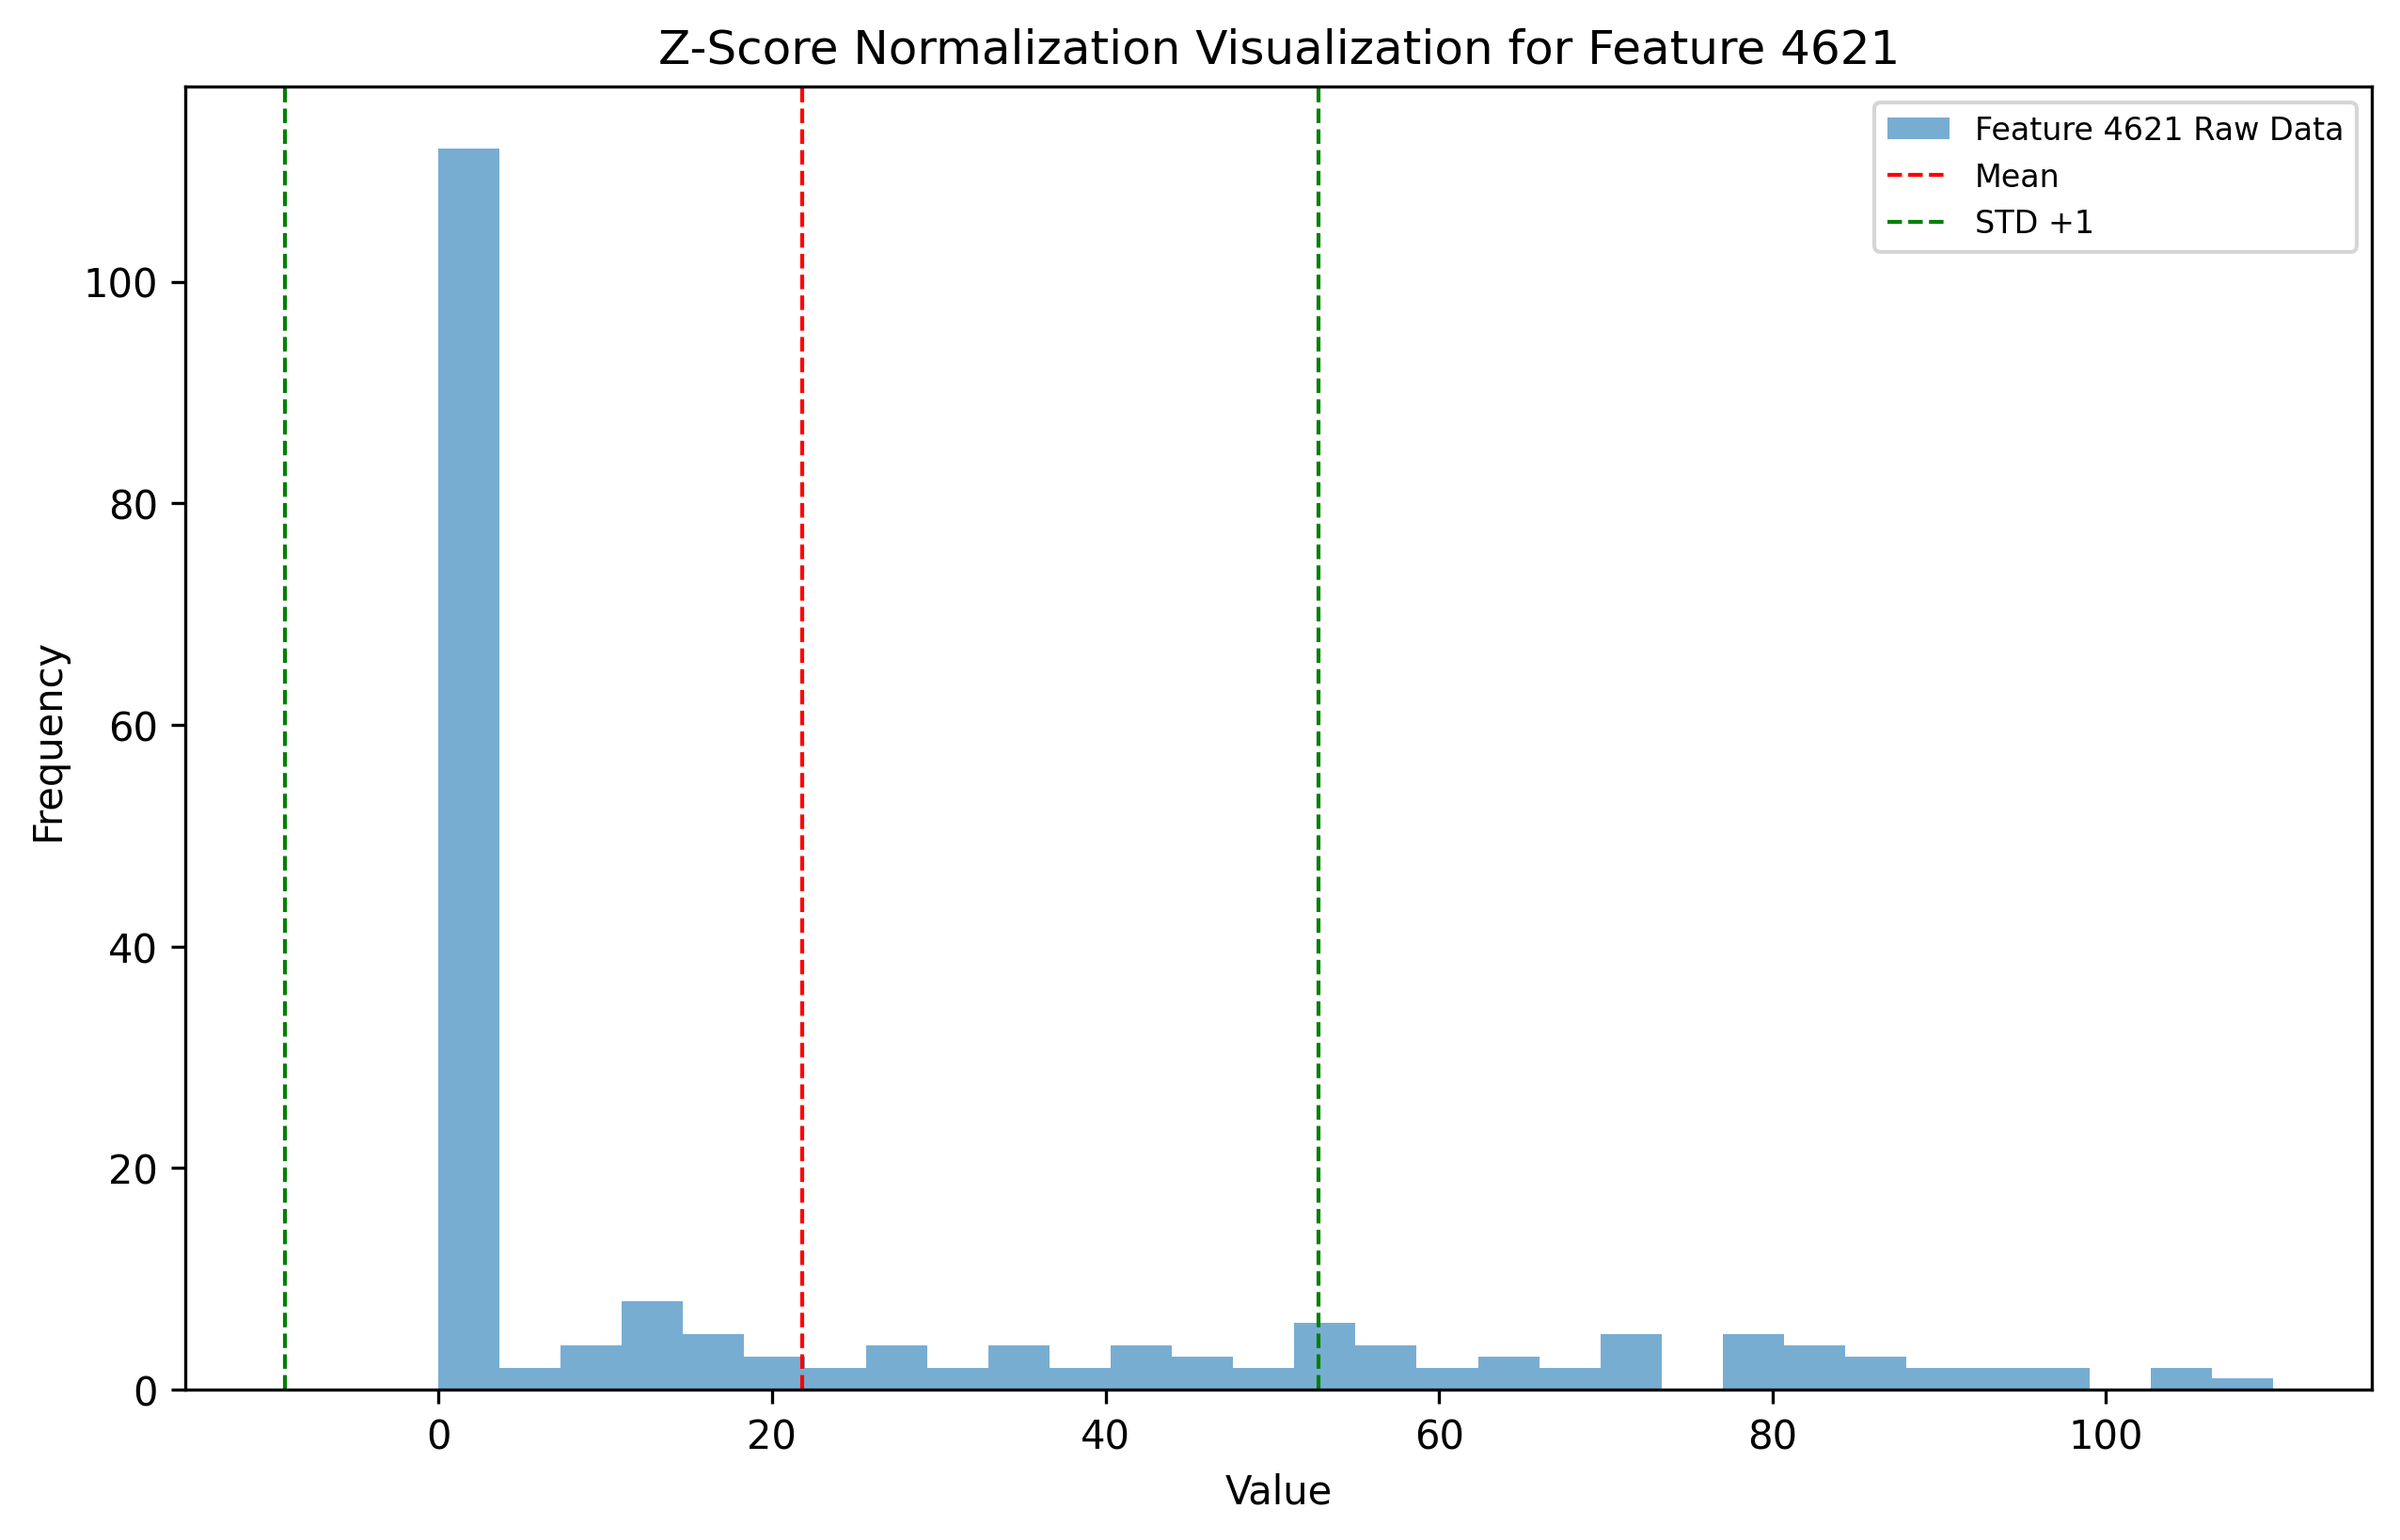 Z-Score Normalization Visualization for Feature 4621
Feature 4621 Raw Data
Mean
STD +1
Frequency
100
80
60
40
20
0
0 20 40 60 80 100
Value